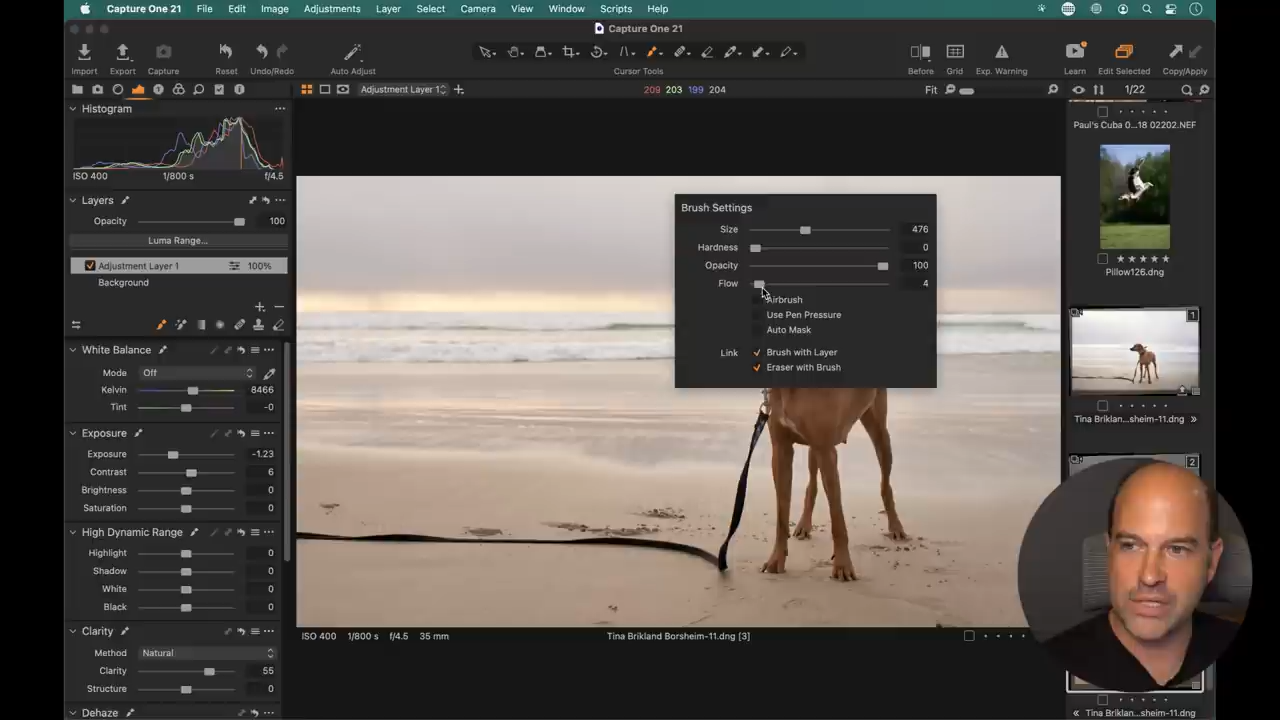 Capture One 21 File Edit Image Adjustments Layer Select Camera View Window Scripts Help
Capture One 21
Import Export Capture Reset Undo/Redo Auto Adjust Cursor Tools Before Grid Exp. Warning Learn Edit Selected Copy/Apply
Adjustment Layer 1 209 203 199 204 Fit 1/22
Histogram
ISO 400 1/800 s f/4.5
Layers
Opacity 100
Luma Range...
Adjustment Layer 1 100%
Background
White Balance
Mode Off
Kelvin 8466
Tint -0
Exposure
Exposure -1.23
Contrast 6
Brightness 0
Saturation 0
High Dynamic Range
Highlight 0
Shadow 0
White 0
Black 0
Clarity
Method Natural
Clarity 55
Structure 0
Dehaze
Brush Settings
Size 476
Hardness 0
Opacity 100
Flow 4
Airbrush
Use Pen Pressure
Auto Mask
Link Brush with Layer
Eraser with Brush
ISO 400 1/800 s f/4.5 35 mm Tina Brikland Borsheim-11.dng [3]
Paul's Cuba 0...18 02202.NEF
Pillow126.dng
1
Tina Briklan...sheim-11.dng
2
Tina Briklan...sheim-11.dng